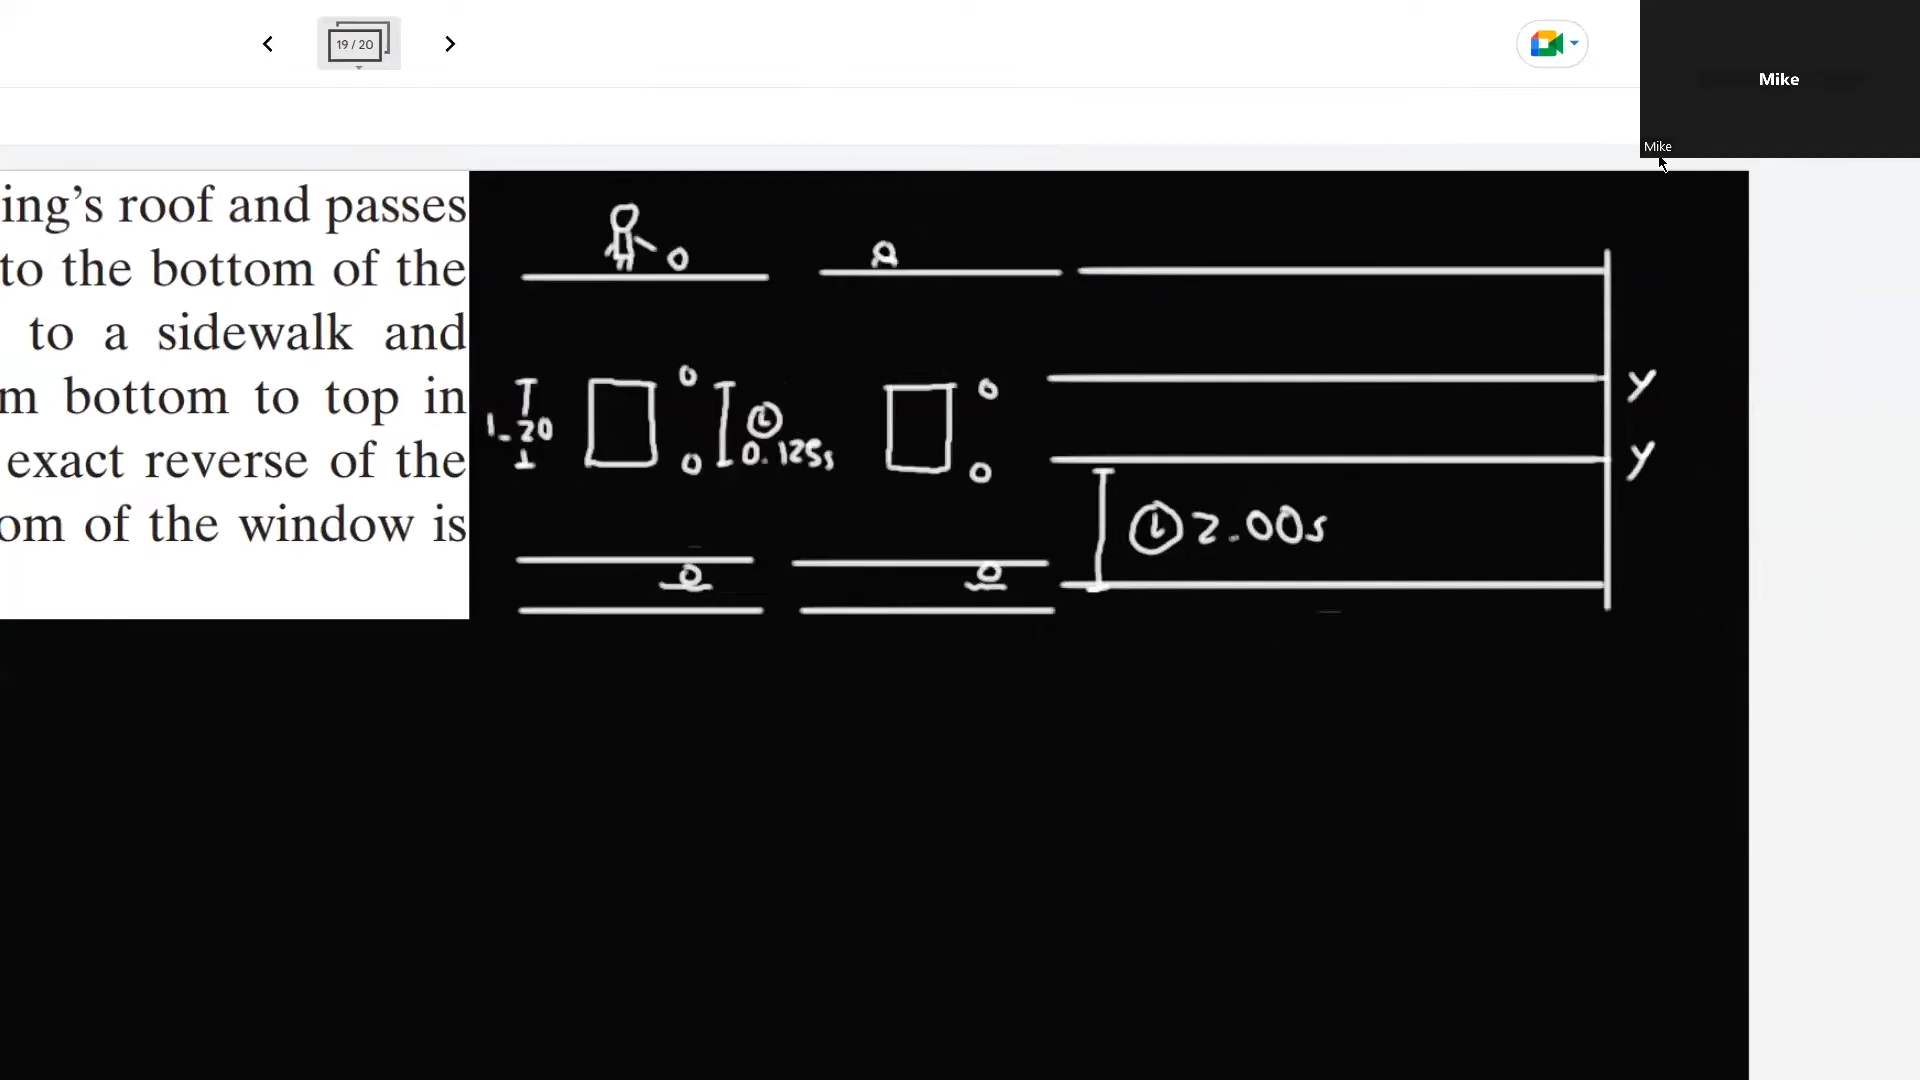 19 / 20
Mike
Mike
ing’s roof and passes
to the bottom of the
to a sidewalk and
m bottom to top in
exact reverse of the
om of the window is
1.20
0.125s
y
y
2.00s